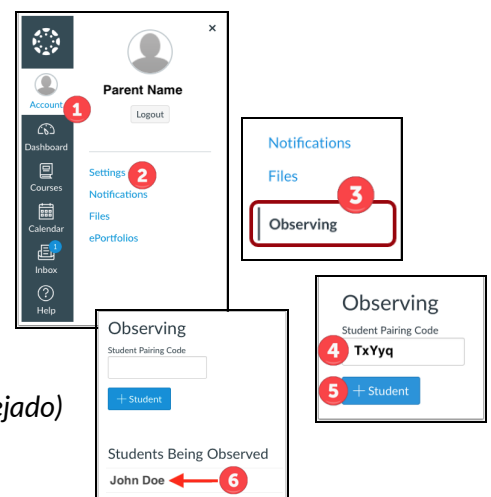 ×
Parent Name
Logout
Account
1
Dashboard
Courses
Calendar
1
Inbox
Help
Settings
2
Notifications
Files
ePortfolios
Notifications
Files
3
Observing
Observing
Student Pairing Code
4
TxYyq
5
+ Student
Observing
Student Pairing Code
+ Student
Students Being Observed
John Doe
6
ejado)